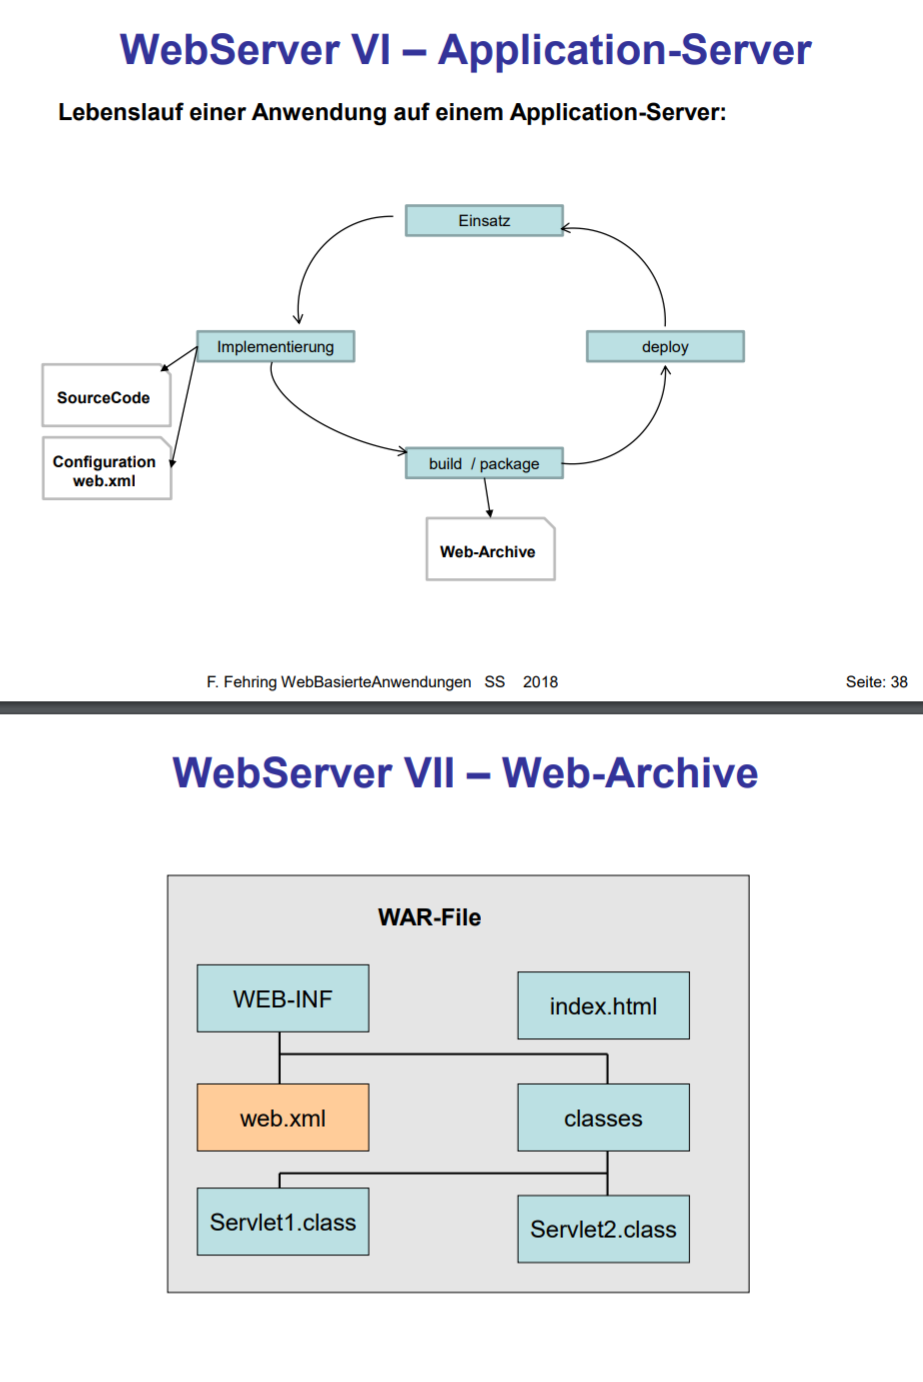 WebServer VI – Application-Server
Lebenslauf einer Anwendung auf einem Application-Server:
Einsatz
Implementierung
deploy
SourceCode
Configuration
web.xml
build / package
Web-Archive
F. Fehring WebBasierteAnwendungen SS 2018
Seite: 38
WebServer VII – Web-Archive
WAR-File
WEB-INF
index.html
web.xml
classes
Servlet1.class
Servlet2.class